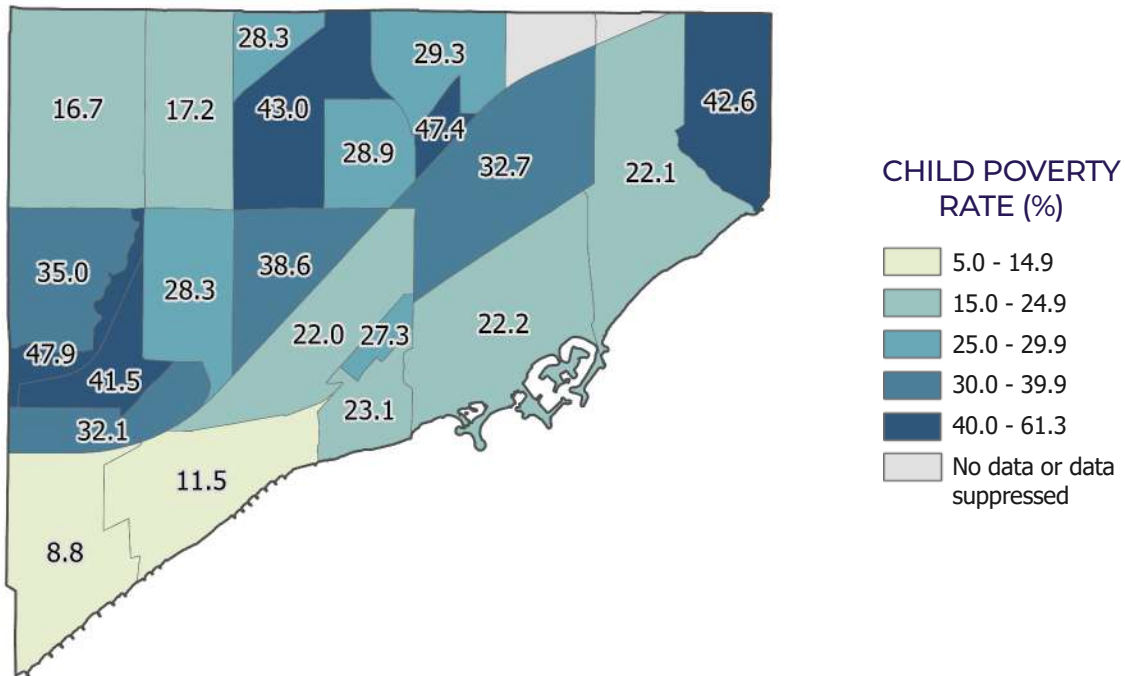 28.3
29.3
16.7
17.2
43.0
42.6
47.4
28.9
32.7
22.1
35.0
38.6
28.3
22.0
27.3
22.2
47.9
41.5
23.1
32.1
11.5
8.8
CHILD POVERTY
RATE (%)
5.0 - 14.9
15.0 - 24.9
25.0 - 29.9
30.0 - 39.9
40.0 - 61.3
No data or data
suppressed